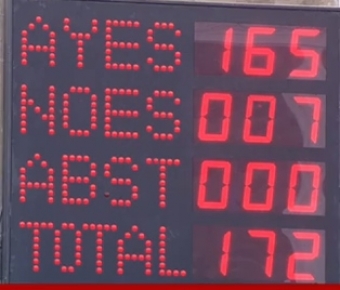 AYES 165
NOES 007
ABST 000
TOTAL 172